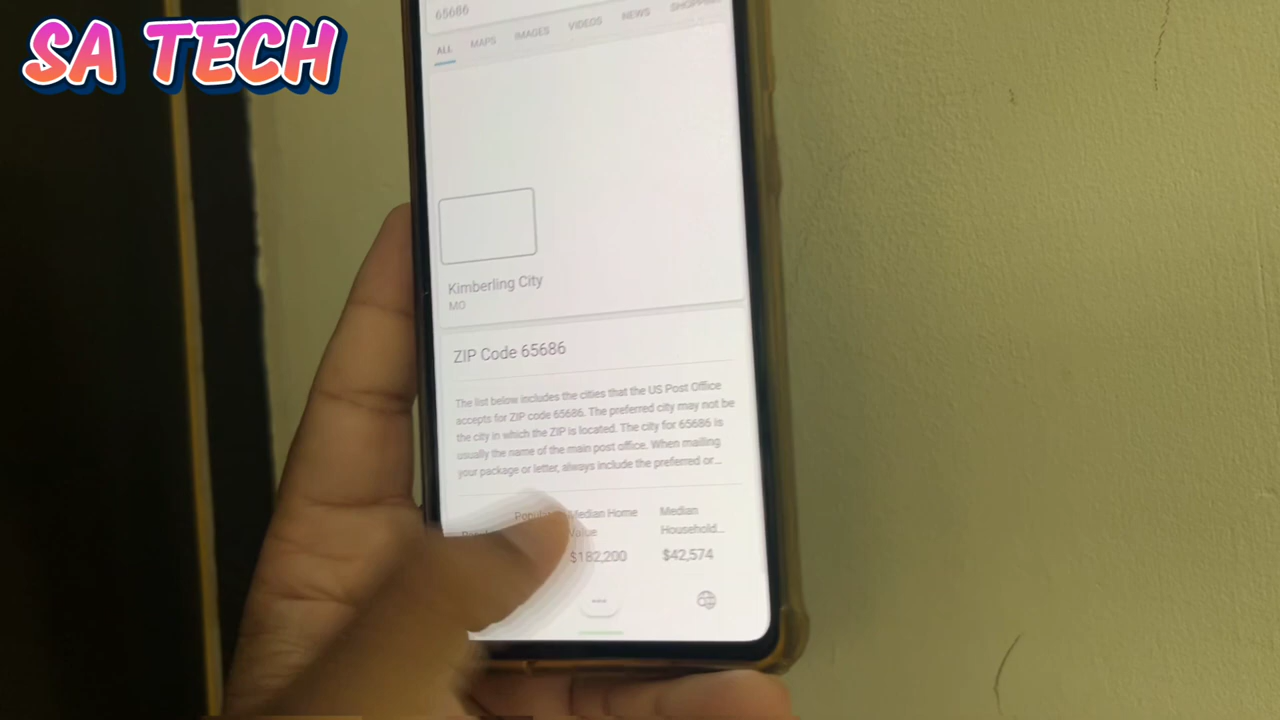 SA TECH
65686
ALL MAPS IMAGES VIDEOS NEWS
Kimberling City
MO
ZIP Code 65686
The list below includes the cities that the US Post Office
accepts for ZIP code 65686. The preferred city may not be
the city in which the ZIP is located. The city for 65686 is
usually the name of the main post office. When mailing
your package or letter, always include the preferred or...
Median Home
Value
$182,200
Median
Household...
$42,574